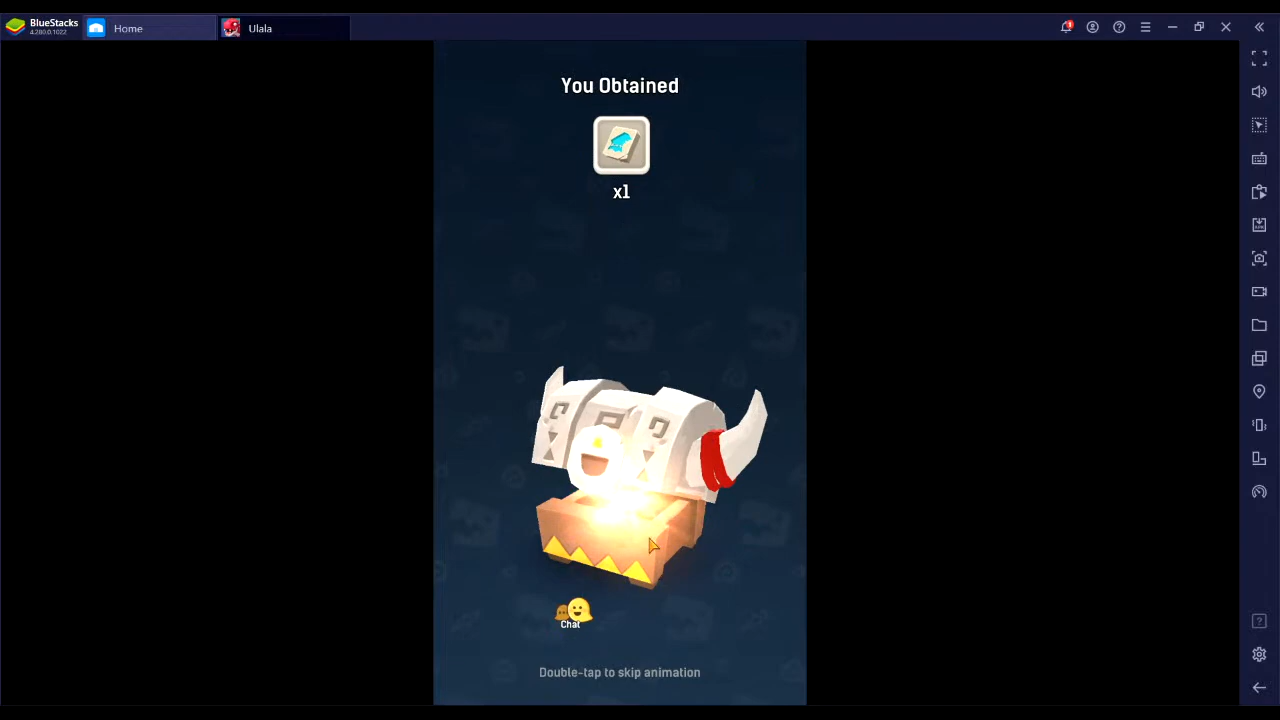 BlueStacks
4.280.0.1022
Home
Ulala
You Obtained
x1
Chat
Double-tap to skip animation